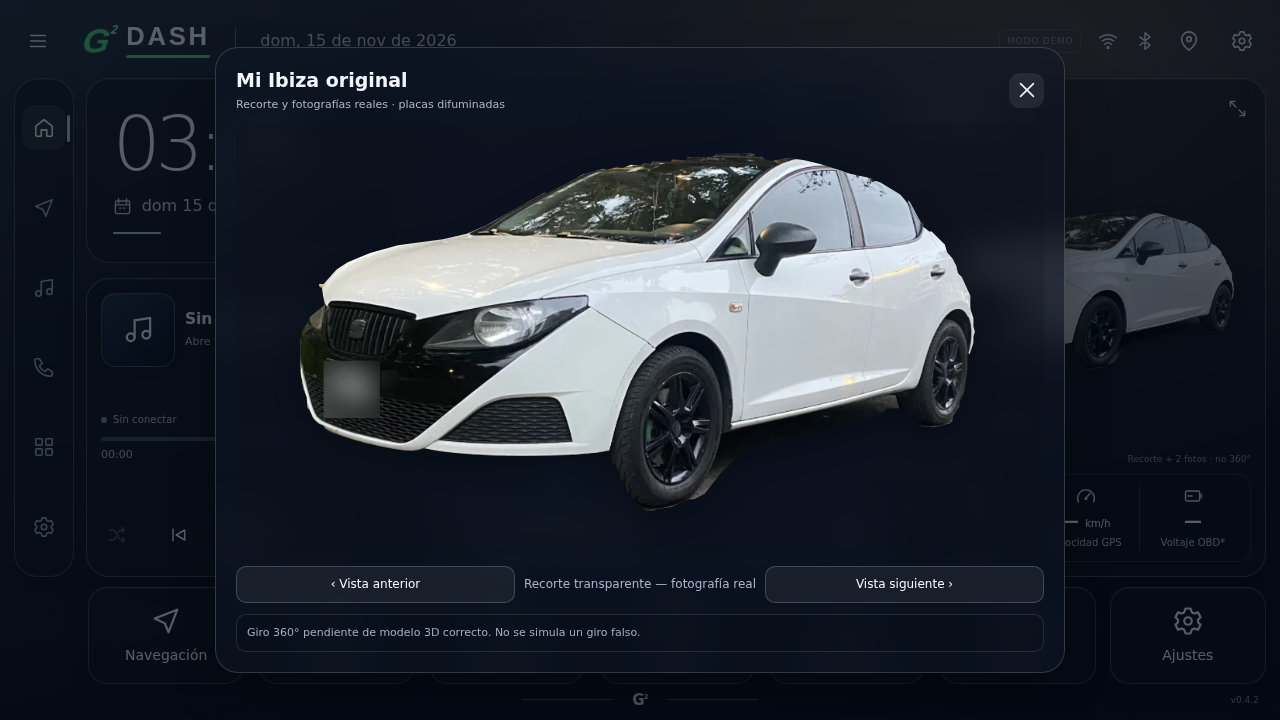 G² DASH
dom, 15 de nov de 2026
MODO DEMO
Mi Ibiza original
Recorte y fotografías reales · placas difuminadas
03:
dom 15 d
Sin
Abre
Sin conectar
00:00
Recorte + 2 fotos · no 360°
— km/h
ocidad GPS
—
Voltaje OBD*
‹ Vista anterior
Recorte transparente — fotografía real
Vista siguiente ›
Giro 360° pendiente de modelo 3D correcto. No se simula un giro falso.
Navegación
Ajustes
G²
v0.4.2